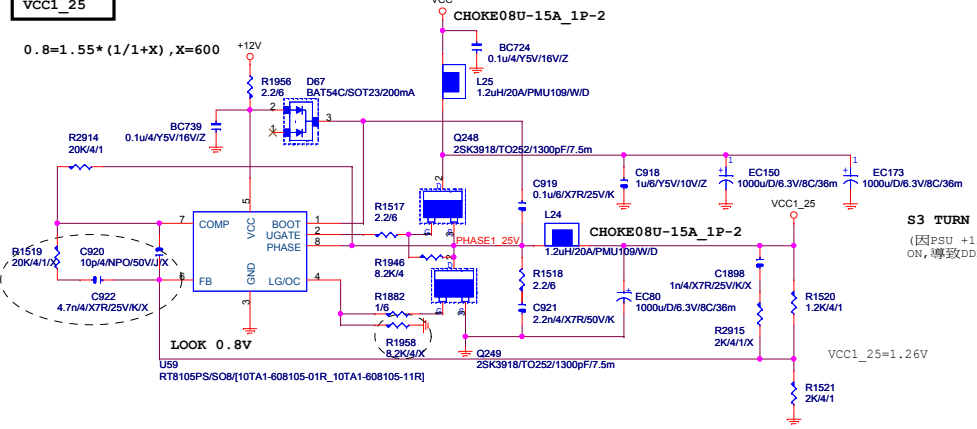 VCC1_25
0.8=1.55*(1/1+X),X=600
+12V
VCC
CHOKE08U-15A_1P-2
BC724
0.1u/4/Y5V/16V/Z
R1956
2.2/6
D67
BAT54C/SOT23/200mA
2
1
3
L25
1.2uH/20A/PMU109/W/D
BC739
0.1u/4/Y5V/16V/Z
R2914
20K/4/1
Q248
2SK3918/TO252/1300pF/7.5m
2
D
G
S
C919
0.1u/6/X7R/25V/K
C918
1u/6/Y5V/10V/Z
1
+
EC150
1000u/D/6.3V/8C/36m
1
+
EC173
1000u/D/6.3V/8C/36m
VCC1_25
S3 TURN
(因PSU +1
ON,導致DD
5
7
COMP
VCC
BOOT
1
UGATE
2
PHASE
8
6
FB
GND
LG/OC
4
3
R1517
2.2/6
PHASE1_25V
L24
CHOKE08U-15A_1P-2
1.2uH/20A/PMU109/W/D
R1519
20K/4/1/X
C920
10p/4/NPO/50V/J/X
C922
4.7n/4/X7R/25V/K/X
R1946
8.2K/4
D
R1882
1/6
R1958
8.2K/4/X
R1518
2.2/6
C921
2.2n/4/X7R/50V/K
+
EC80
1000u/D/6.3V/8C/36m
C1898
1n/4/X7R/25V/K/X
R1520
1.2K/4/1
R2915
2K/4/1/X
LOOK 0.8V
U59
RT8105PS/SO8/[10TA1-608105-01R_10TA1-608105-11R]
Q249
2SK3918/TO252/1300pF/7.5m
VCC1_25=1.26V
R1521
2K/4/1